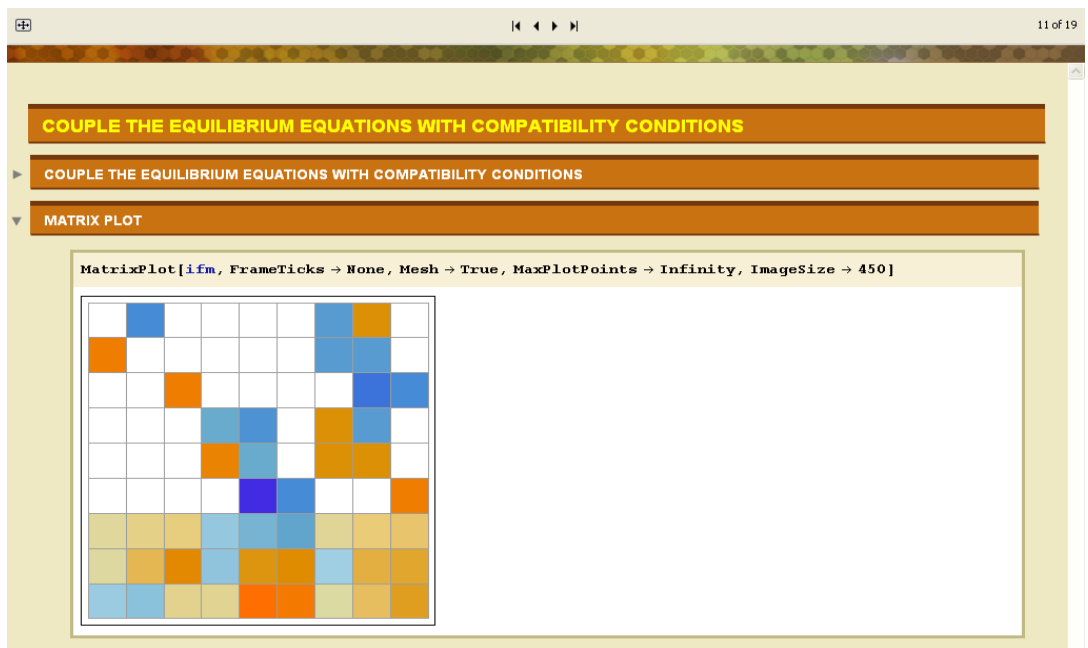 11 of 19
COUPLE THE EQUILIBRIUM EQUATIONS WITH COMPATIBILITY CONDITIONS
COUPLE THE EQUILIBRIUM EQUATIONS WITH COMPATIBILITY CONDITIONS
MATRIX PLOT
MatrixPlot[ifm, FrameTicks → None, Mesh → True, MaxPlotPoints → Infinity, ImageSize → 450]